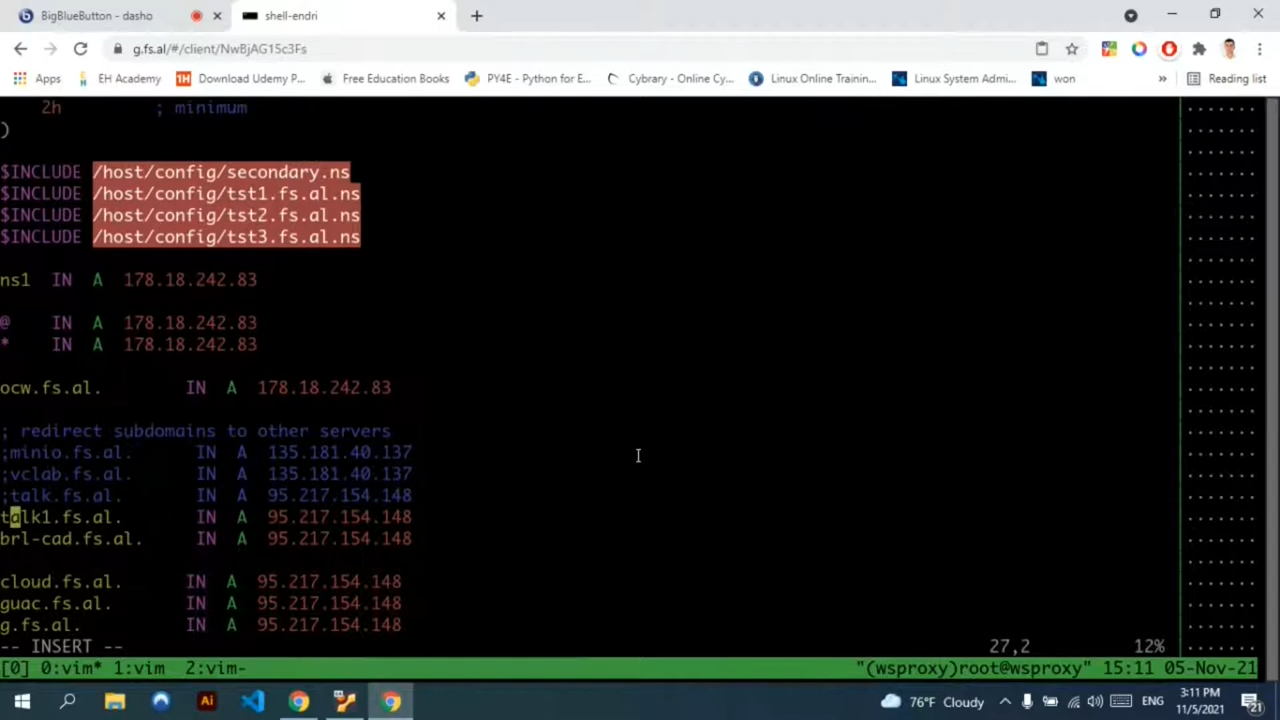 BigBlueButton - dasho
shell-endri
g.fs.al/#/client/NwBjAG15c3Fs
Apps
EH Academy
1H Download Udemy P...
Free Education Books
PY4E - Python for E...
Cybrary - Online Cy...
Linux Online Trainin...
Linux System Admi...
won
»
Reading list
2h ; minimum
)
$INCLUDE /host/config/secondary.ns
$INCLUDE /host/config/tst1.fs.al.ns
$INCLUDE /host/config/tst2.fs.al.ns
$INCLUDE /host/config/tst3.fs.al.ns
ns1 IN A 178.18.242.83
@ IN A 178.18.242.83
* IN A 178.18.242.83
ocw.fs.al. IN A 178.18.242.83
; redirect subdomains to other servers
;minio.fs.al. IN A 135.181.40.137
;vclab.fs.al. IN A 135.181.40.137
;talk.fs.al. IN A 95.217.154.148
talk1.fs.al. IN A 95.217.154.148
brl-cad.fs.al. IN A 95.217.154.148
cloud.fs.al. IN A 95.217.154.148
guac.fs.al. IN A 95.217.154.148
g.fs.al. IN A 95.217.154.148
-- INSERT -- 27,2 12%
[0] 0:vim* 1:vim 2:vim- "(wsproxy)root@wsproxy" 15:11 05-Nov-21
Ai
76°F Cloudy
ENG
3:11 PM
11/5/2021
21